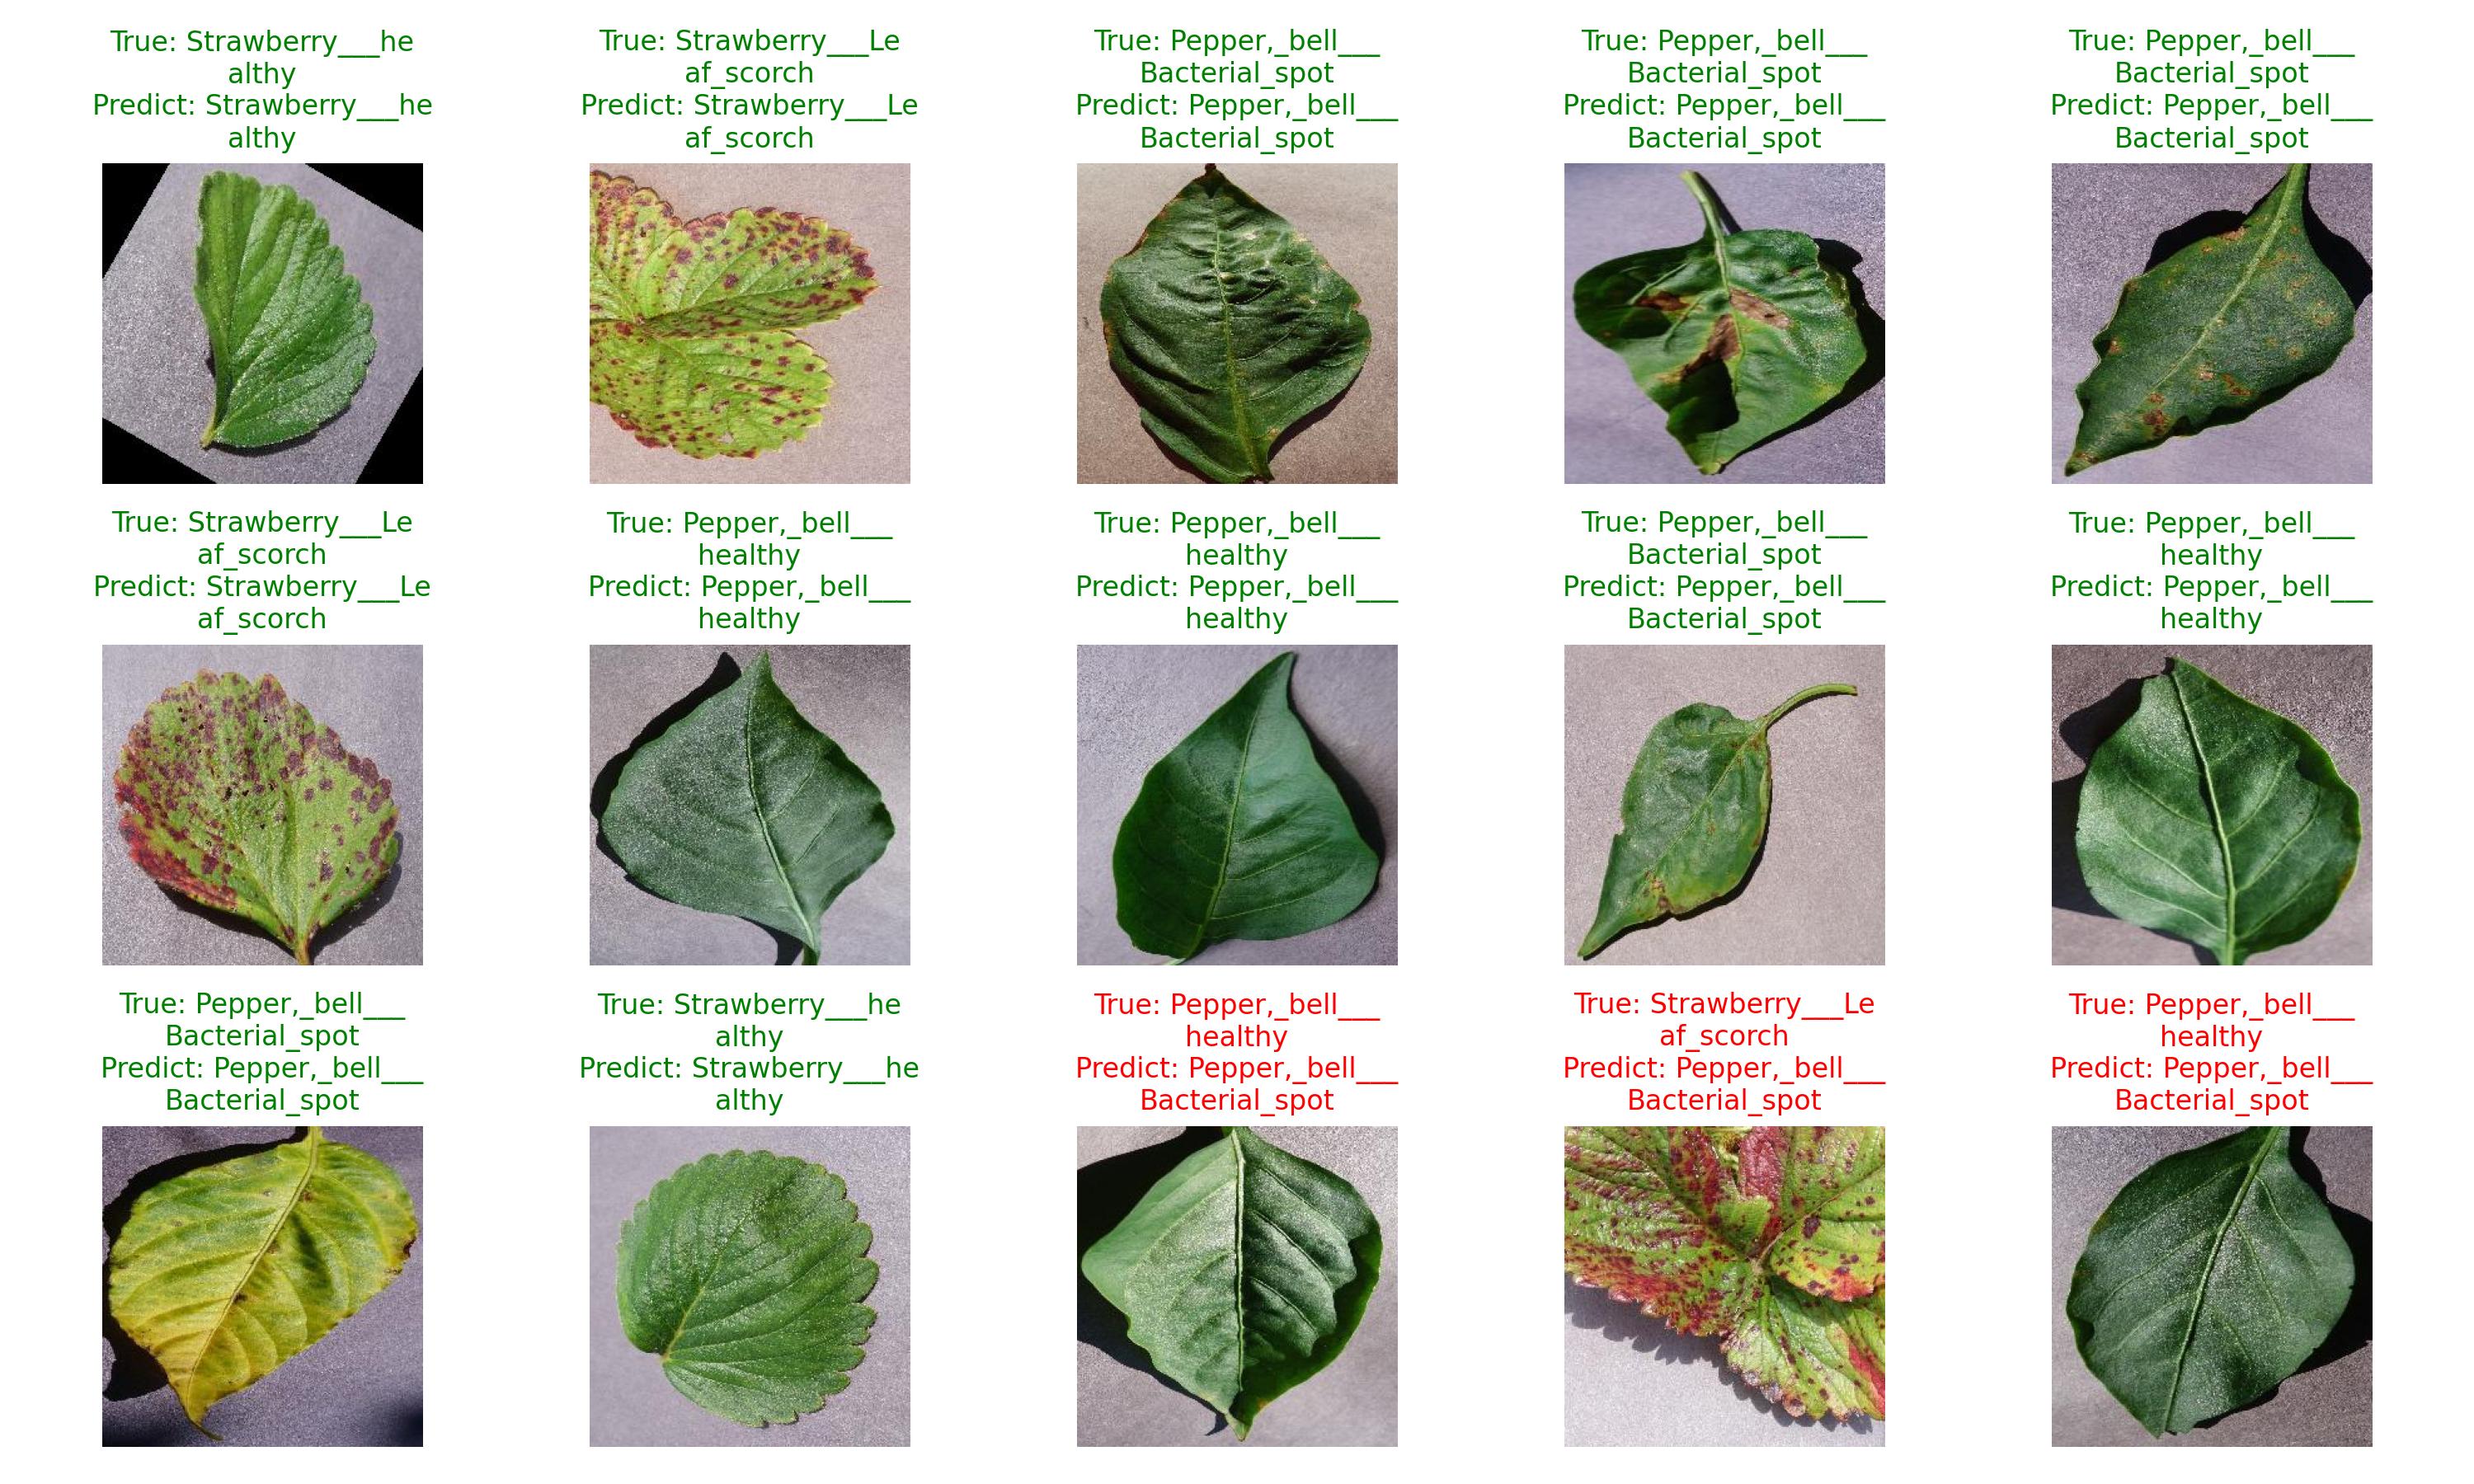 True: Strawberry___he
althy
Predict: Strawberry___he
althy
True: Strawberry___Le
af_scorch
Predict: Strawberry___Le
af_scorch
True: Pepper,_bell___
Bacterial_spot
Predict: Pepper,_bell___
Bacterial_spot
True: Pepper,_bell___
Bacterial_spot
Predict: Pepper,_bell___
Bacterial_spot
True: Pepper,_bell___
Bacterial_spot
Predict: Pepper,_bell___
Bacterial_spot
True: Strawberry___Le
af_scorch
Predict: Strawberry___Le
af_scorch
True: Pepper,_bell___
healthy
Predict: Pepper,_bell___
healthy
True: Pepper,_bell___
healthy
Predict: Pepper,_bell___
healthy
True: Pepper,_bell___
Bacterial_spot
Predict: Pepper,_bell___
Bacterial_spot
True: Pepper,_bell___
healthy
Predict: Pepper,_bell___
healthy
True: Pepper,_bell___
Bacterial_spot
Predict: Pepper,_bell___
Bacterial_spot
True: Strawberry___he
althy
Predict: Strawberry___he
althy
True: Pepper,_bell___
healthy
Predict: Pepper,_bell___
Bacterial_spot
True: Strawberry___Le
af_scorch
Predict: Pepper,_bell___
Bacterial_spot
True: Pepper,_bell___
healthy
Predict: Pepper,_bell___
Bacterial_spot